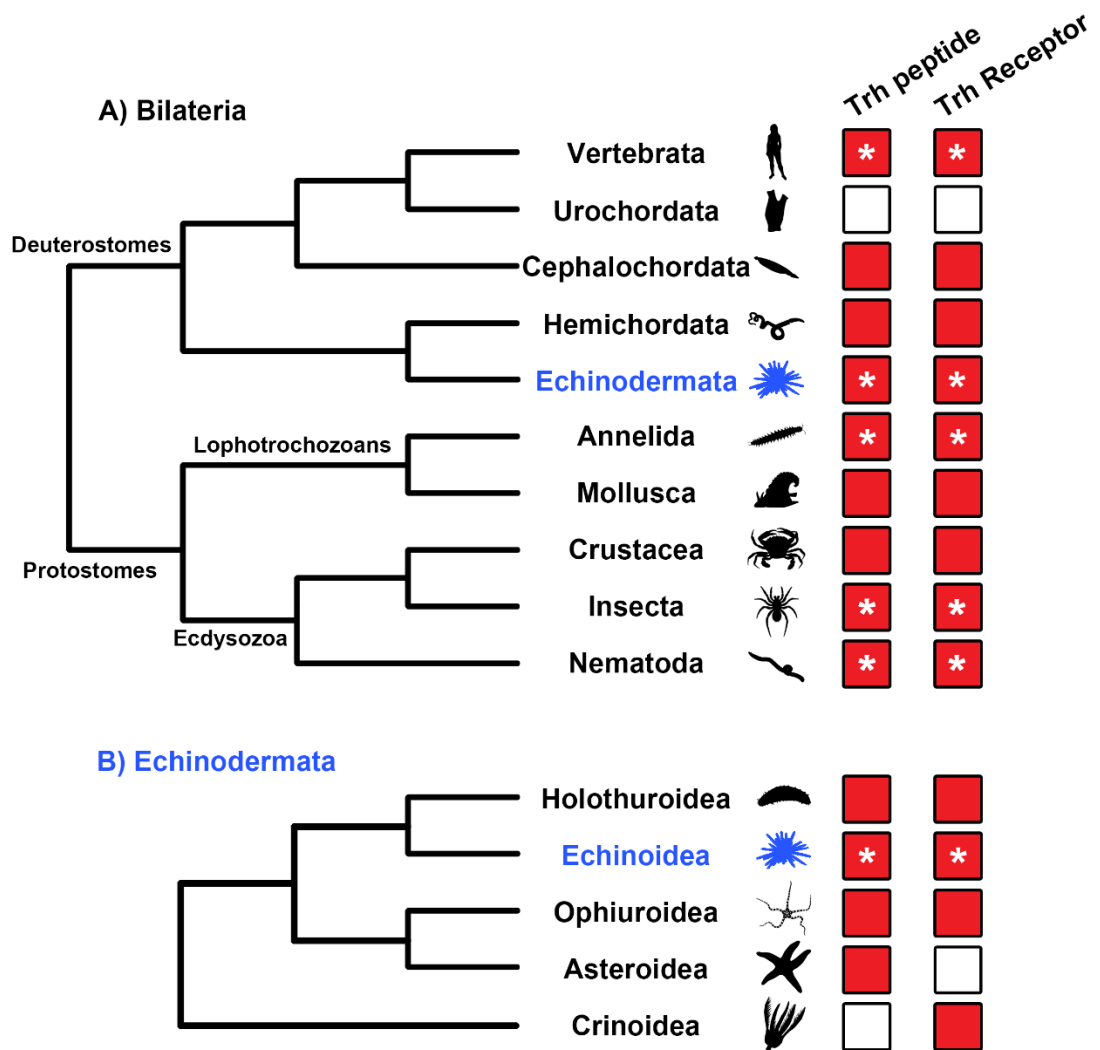 Trh peptide
Trh Receptor
A) Bilateria
Vertebrata * *
Urochordata
Deuterostomes
Cephalochordata
Hemichordata
Echinodermata * *
Annelida * *
Lophotrochozoans
Mollusca
Crustacea
Protostomes
Insecta * *
Ecdysozoa
Nematoda * *
B) Echinodermata
Holothuroidea
Echinoidea * *
Ophiuroidea
Asteroidea
Crinoidea